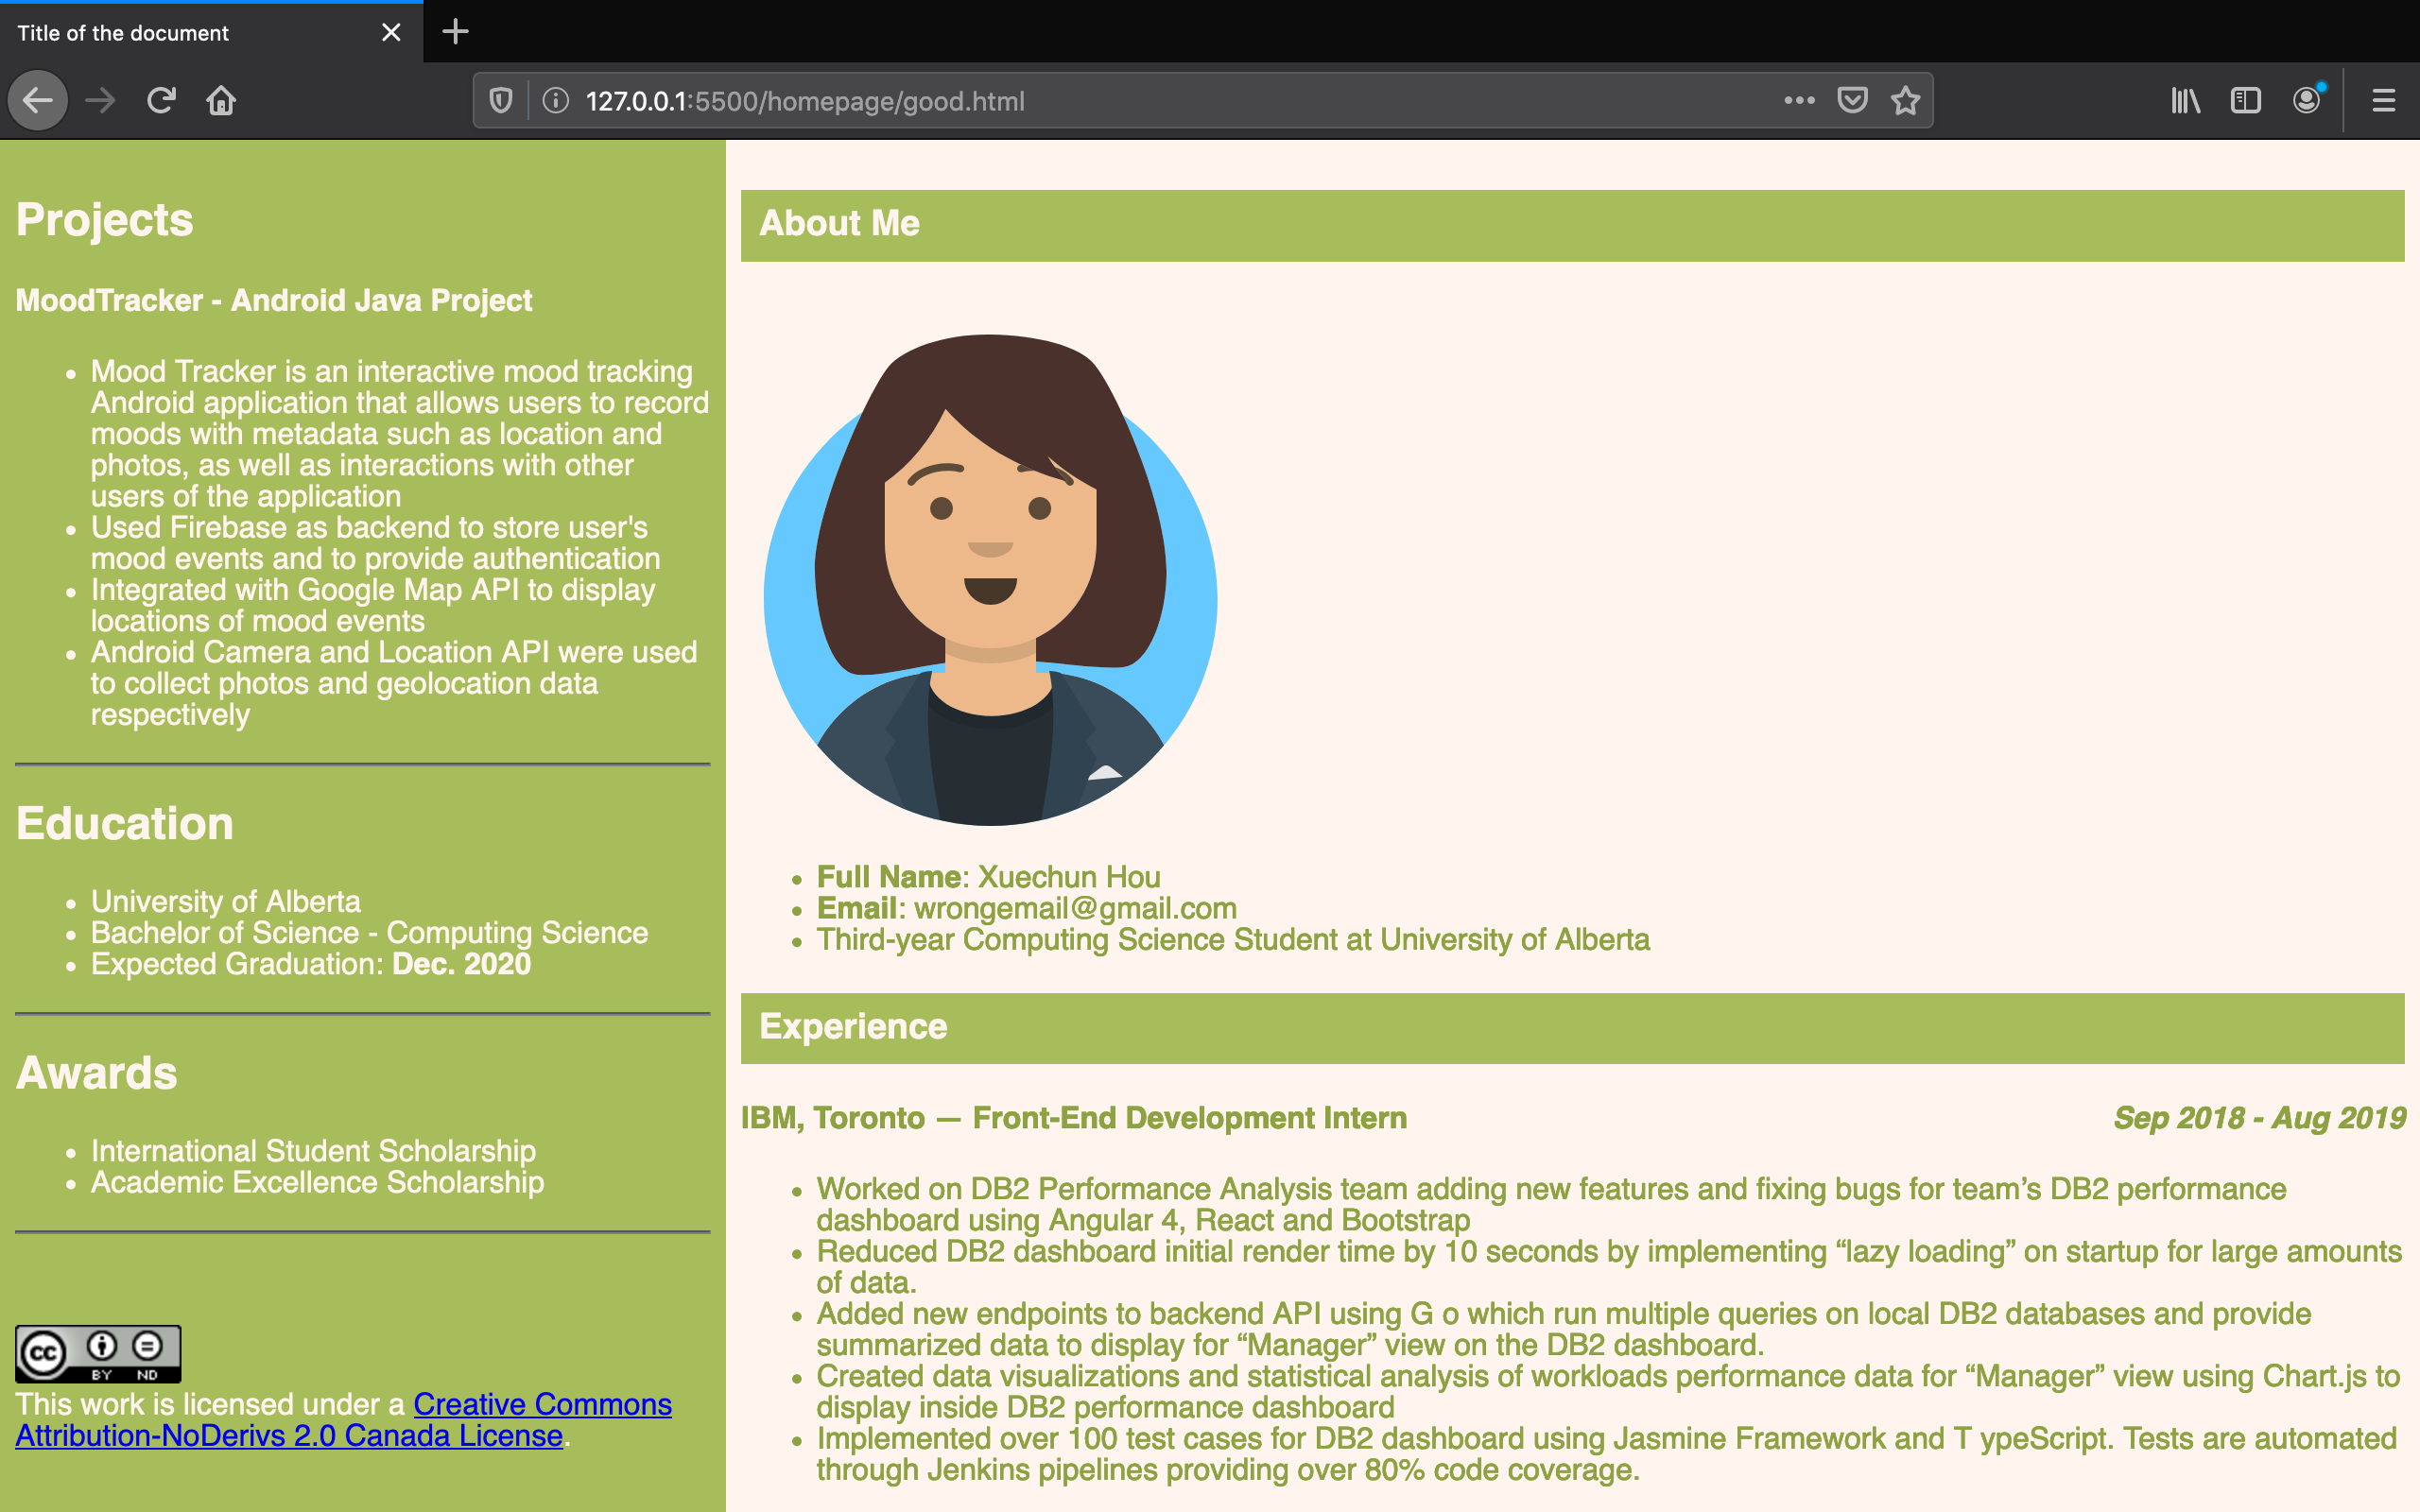 Title of the document
127.0.0.1:5500/homepage/good.html
Projects
MoodTracker - Android Java Project
Mood Tracker is an interactive mood tracking
Android application that allows users to record
moods with metadata such as location and
photos, as well as interactions with other
users of the application
Used Firebase as backend to store user's
mood events and to provide authentication
Integrated with Google Map API to display
locations of mood events
Android Camera and Location API were used
to collect photos and geolocation data
respectively
Education
University of Alberta
Bachelor of Science - Computing Science
Expected Graduation: Dec. 2020
Awards
International Student Scholarship
Academic Excellence Scholarship
CC
BY ND
This work is licensed under a Creative Commons
Attribution-NoDerivs 2.0 Canada License.
About Me
Full Name: Xuechun Hou
Email: wrongemail@gmail.com
Third-year Computing Science Student at University of Alberta
Experience
IBM, Toronto — Front-End Development Intern Sep 2018 - Aug 2019
Worked on DB2 Performance Analysis team adding new features and fixing bugs for team’s DB2 performance
dashboard using Angular 4, React and Bootstrap
Reduced DB2 dashboard initial render time by 10 seconds by implementing “lazy loading” on startup for large amounts
of data.
Added new endpoints to backend API using G o which run multiple queries on local DB2 databases and provide
summarized data to display for “Manager” view on the DB2 dashboard.
Created data visualizations and statistical analysis of workloads performance data for “Manager” view using Chart.js to
display inside DB2 performance dashboard
Implemented over 100 test cases for DB2 dashboard using Jasmine Framework and T ypeScript. Tests are automated
through Jenkins pipelines providing over 80% code coverage.